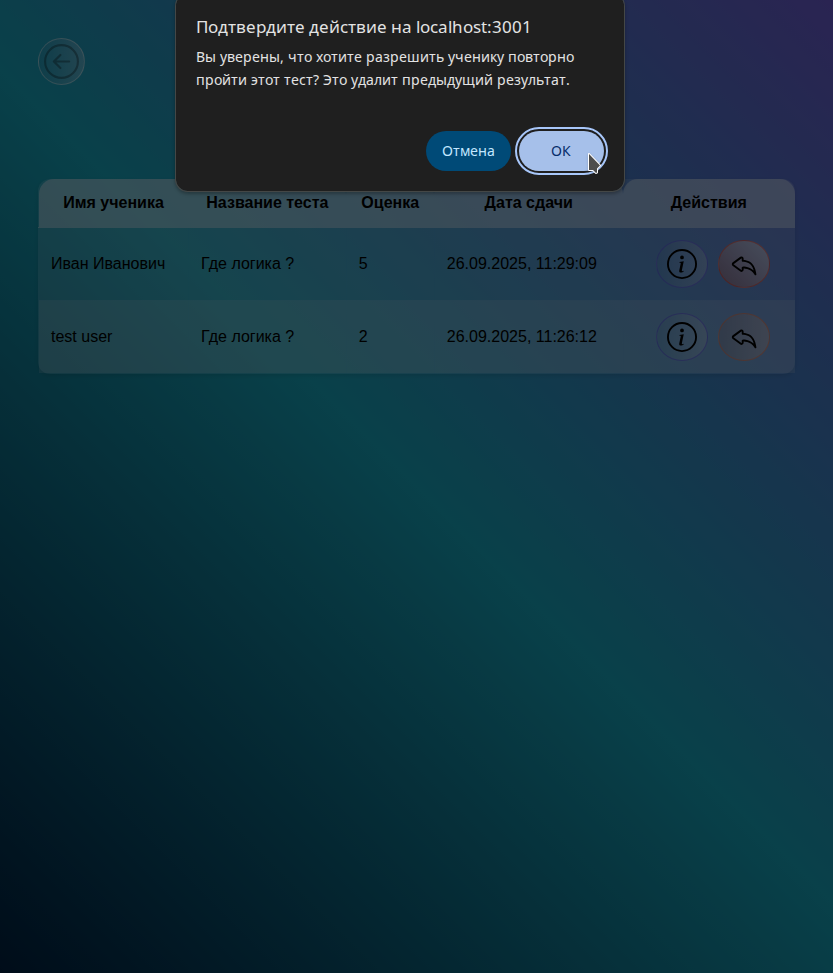 Подтвердите действие на localhost:3001
Вы уверены, что хотите разрешить ученику повторно
пройти этот тест? Это удалит предыдущий результат.
Отмена OK
Имя ученика Название теста Оценка Дата сдачи Действия
Иван Иванович Где логика ? 5 26.09.2025, 11:29:09
test user Где логика ? 2 26.09.2025, 11:26:12